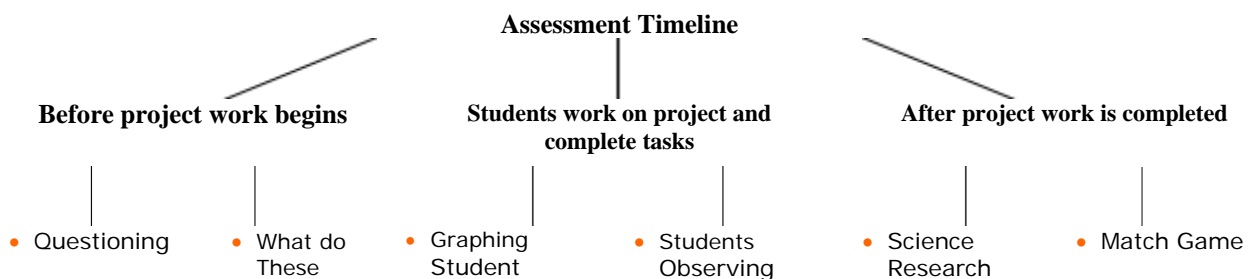 Assessment Timeline
Before project work begins
Students work on project and
complete tasks
After project work is completed
• Questioning
• What do
These
• Graphing
Student
• Students
Observing
• Science
Research
• Match Game